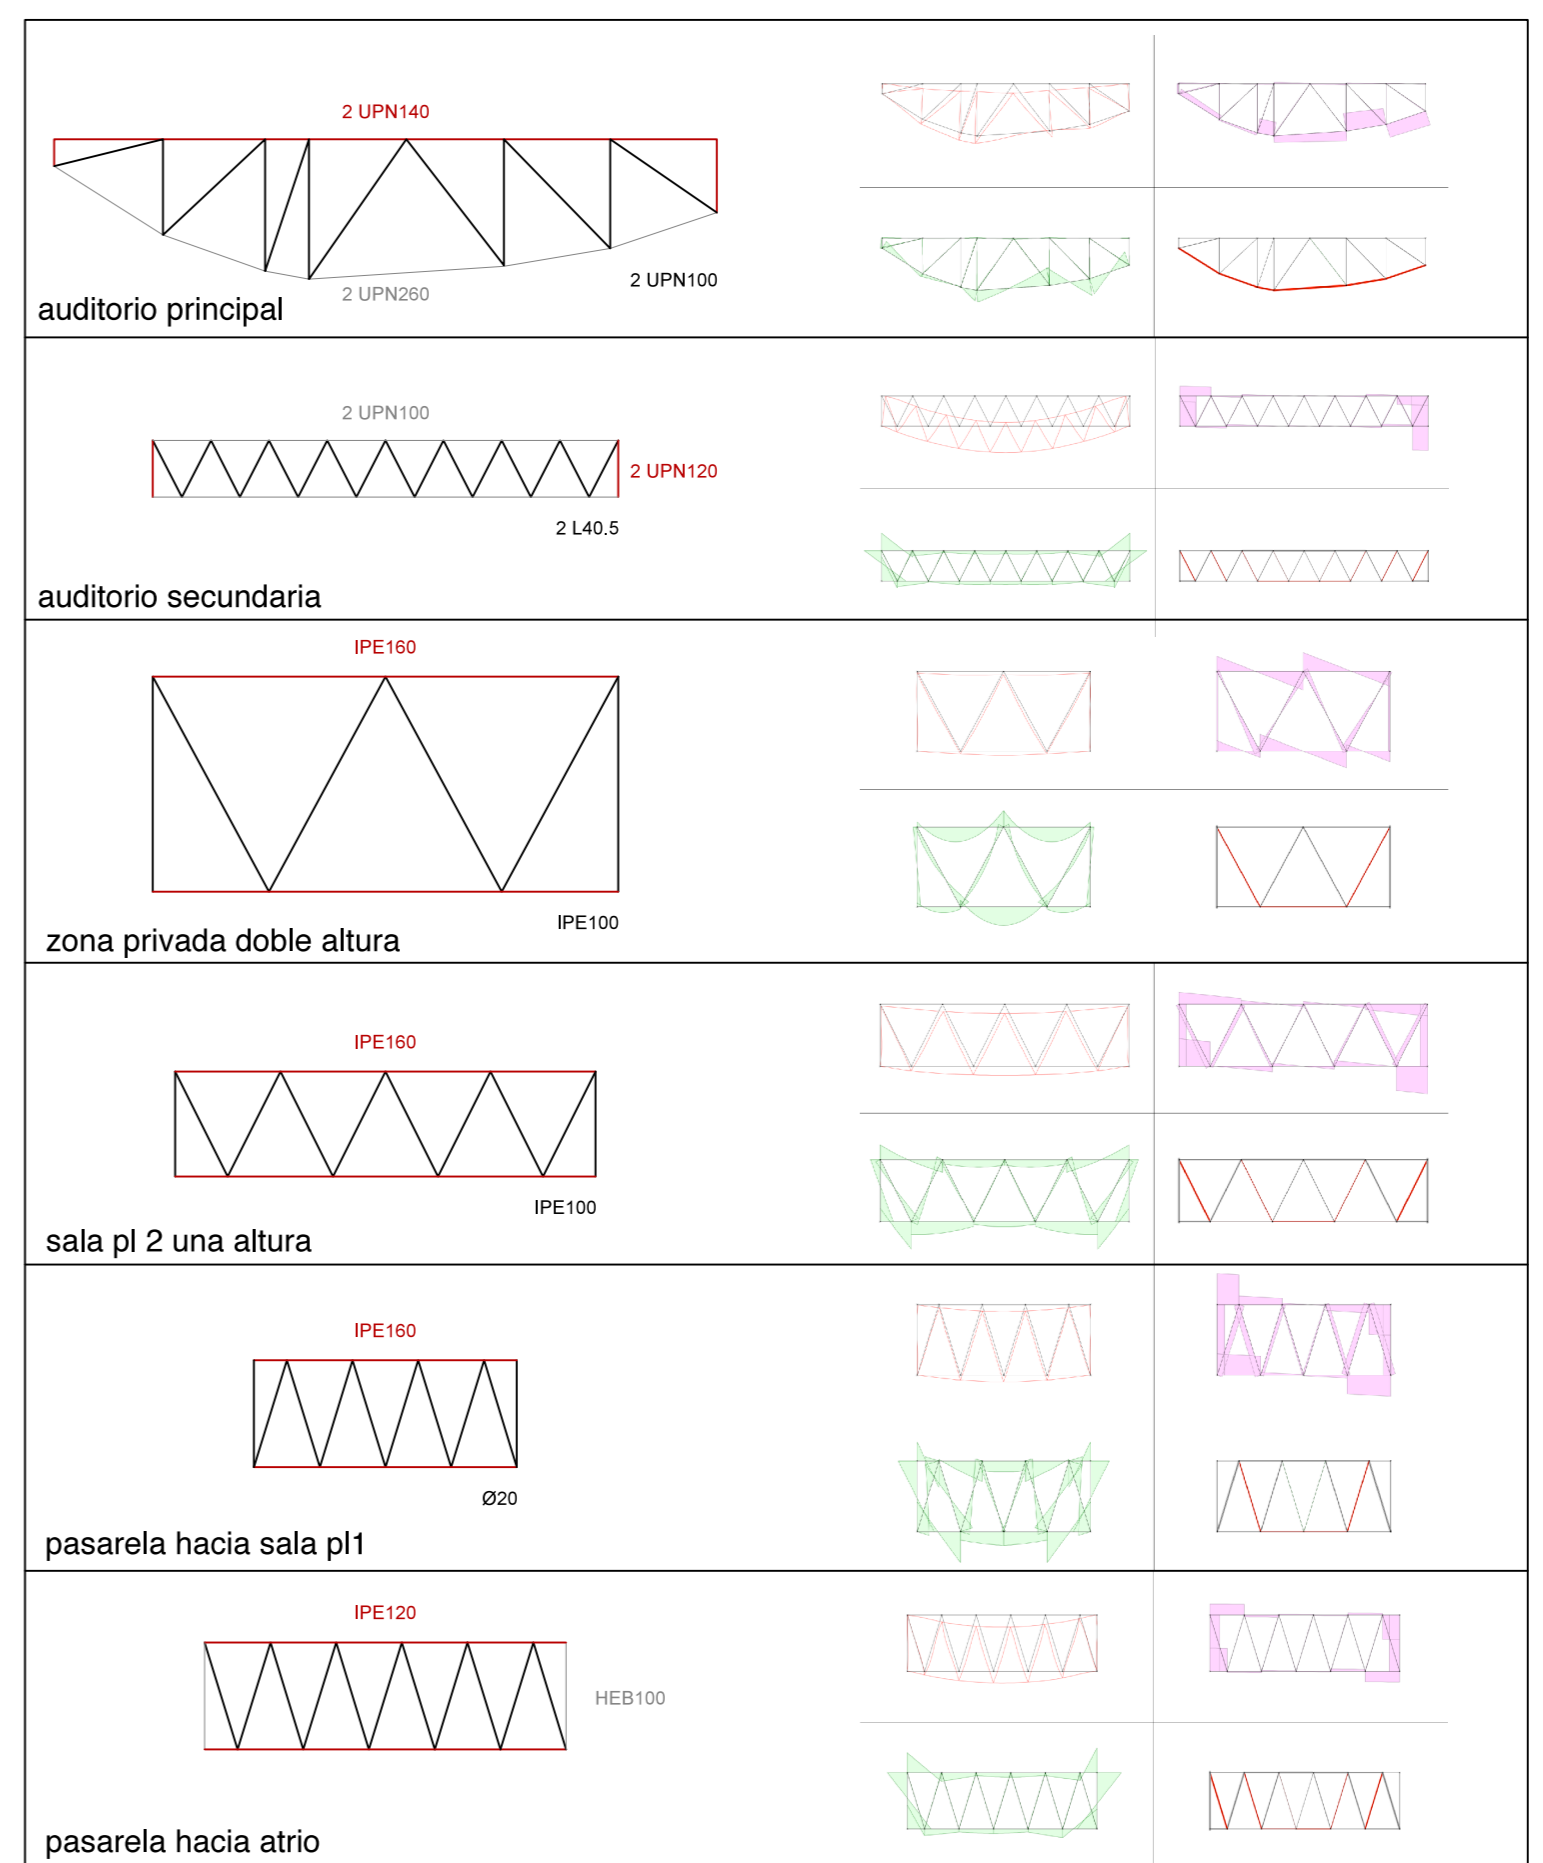 2 UPN140
2 UPN260
2 UPN100
auditorio principal
2 UPN100
2 UPN120
2 L40.5
auditorio secundaria
IPE160
IPE100
zona privada doble altura
IPE160
IPE100
sala pl 2 una altura
IPE160
Ø20
pasarela hacia sala pl1
IPE120
HEB100
pasarela hacia atrio